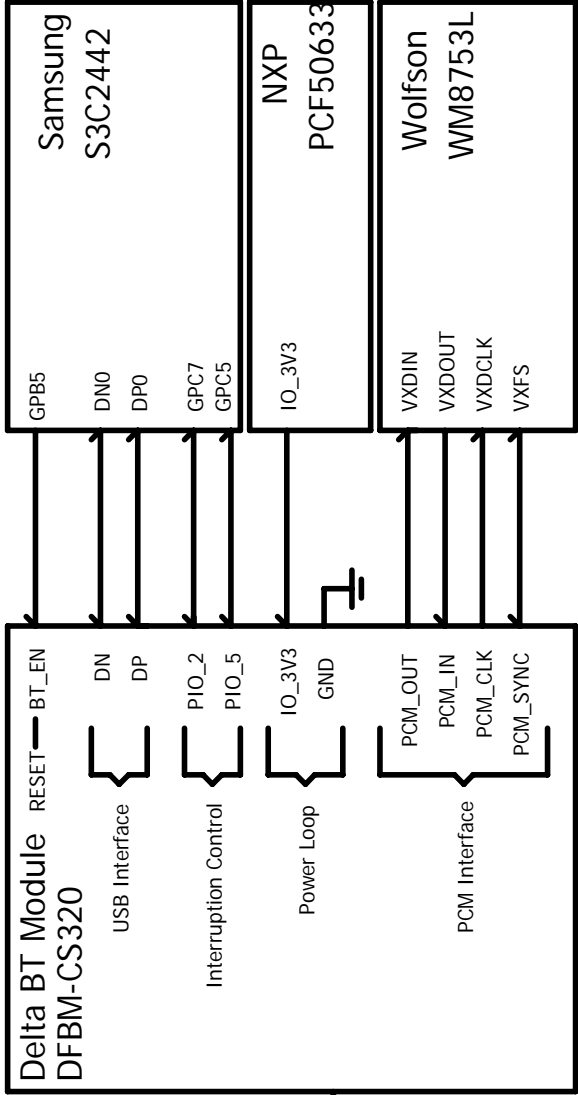 Delta BT Module
DFBM-CS320
RESET
BT_EN
DN
DP
USB Interface
PIO_2
PIO_5
Interruption Control
IO_3V3
GND
Power Loop
PCM_OUT
PCM_IN
PCM_CLK
PCM_SYNC
PCM Interface
Samsung
S3C2442
GPB5
DN0
DP0
GPC7
GPC5
NXP
PCF50633
IO_3V3
Wolfson
WM8753L
VXDIN
VXDOUT
VXDCLK
VXFS